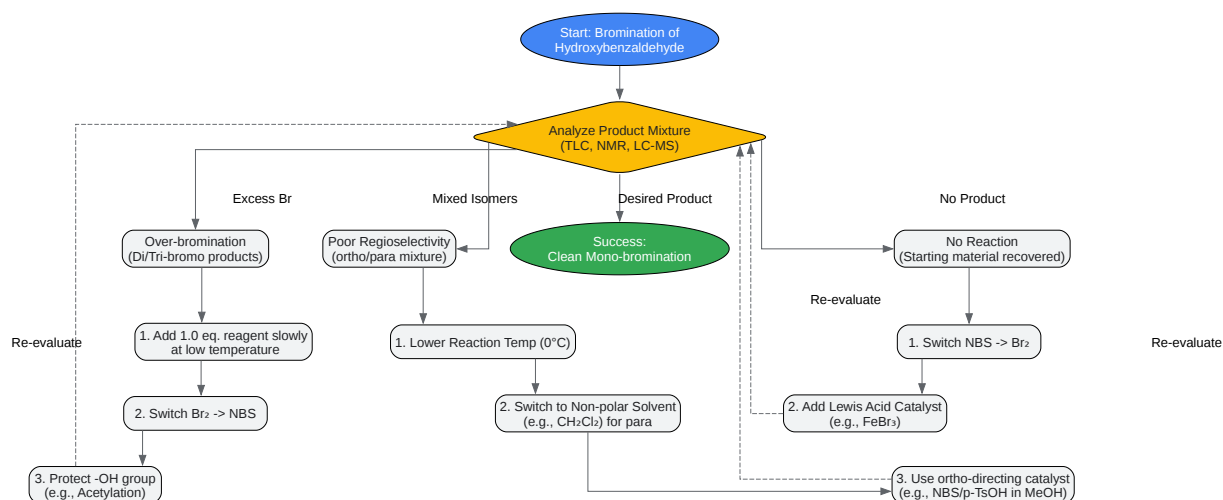 Start: Bromination of
Hydroxybenzaldehyde
Analyze Product Mixture
(TLC, NMR, LC-MS)
Excess Br
Mixed Isomers
Desired Product
No Product
Over-bromination
(Di/Tri-bromo products)
Poor Regioselectivity
(ortho/para mixture)
Success:
Clean Mono-bromination
No Reaction
(Starting material recovered)
Re-evaluate
Re-evaluate
1. Add 1.0 eq. reagent slowly
at low temperature
1. Lower Reaction Temp (0°C)
1. Switch NBS -> Br₂
Re-evaluate
2. Switch Br₂ -> NBS
2. Switch to Non-polar Solvent
(e.g., CH₂Cl₂) for para
2. Add Lewis Acid Catalyst
(e.g., FeBr₃)
3. Protect -OH group
(e.g., Acetylation)
3. Use ortho-directing catalyst
(e.g., NBS/p-TsOH in MeOH)